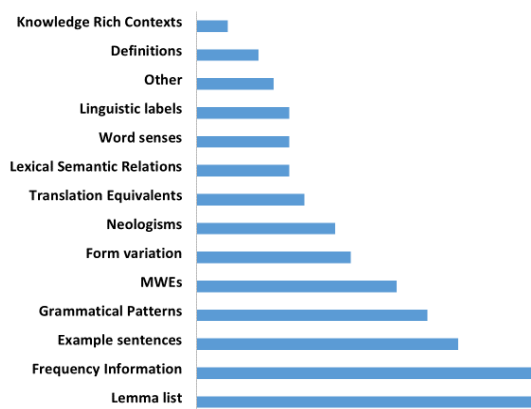 Knowledge Rich Contexts
Definitions
Other
Linguistic labels
Word senses
Lexical Semantic Relations
Translation Equivalents
Neologisms
Form variation
MWEs
Grammatical Patterns
Example sentences
Frequency Information
Lemma list